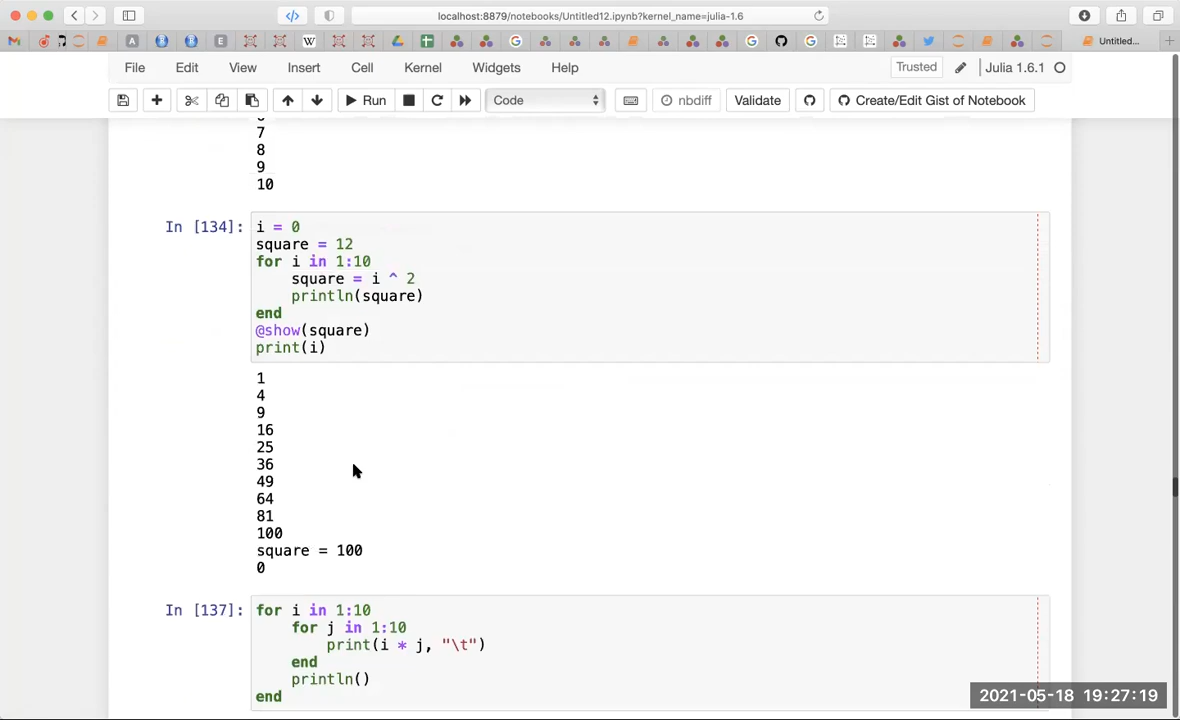 localhost:8879/notebooks/Untitled12.ipynb?kernel_name=julia-1.6
Untitled...
File Edit View Insert Cell Kernel Widgets Help Trusted Julia 1.6.1
Run Code nbdiff Validate Create/Edit Gist of Notebook
7
8
9
10
In [134]: i = 0
square = 12
for i in 1:10
square = i ^ 2
println(square)
end
@show(square)
print(i)
1
4
9
16
25
36
49
64
81
100
square = 100
0
In [137]: for i in 1:10
for j in 1:10
print(i * j, "\t")
end
println()
end
2021-05-18 19:27:19